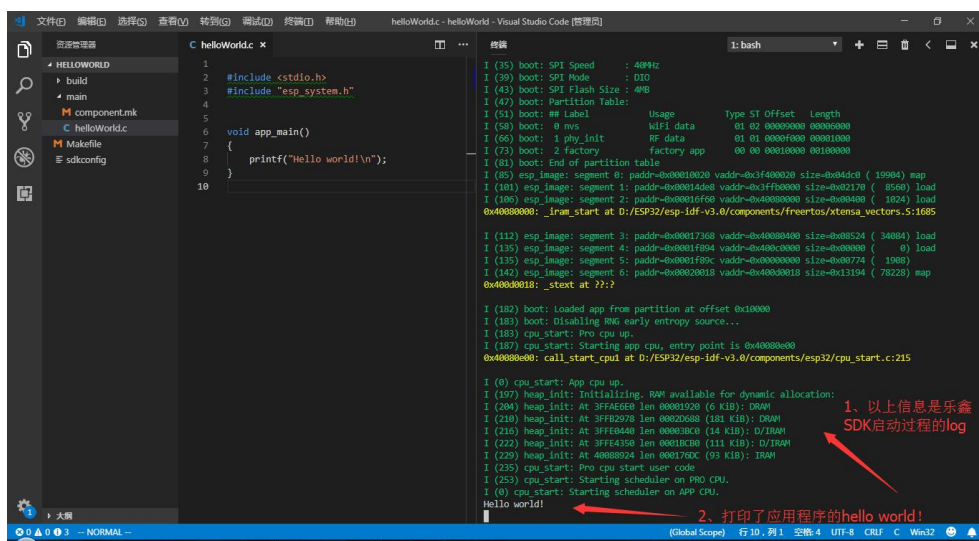 文件(F) 编辑(E) 选择(S) 查看(V) 转到(G) 调试(D) 终端(T) 帮助(H) helloWorld.c - helloWorld - Visual Studio Code [管理员]
资源管理器
HELLOWORLD
build
main
M component.mk
C helloWorld.c
M Makefile
sdkconfig
大纲
C helloWorld.c ×
1
2 #include <stdio.h>
3 #include "esp_system.h"
4
5
6 void app_main()
7 {
8 printf("Hello world!\n");
9 }
10
终端 1: bash
I (35) boot: SPI Speed : 40MHz
I (39) boot: SPI Mode : DIO
I (43) boot: SPI Flash Size : 4MB
I (47) boot: Partition Table:
I (51) boot: ## Label Usage Type ST Offset Length
I (58) boot: 0 nvs WiFi data 01 02 00009000 00006000
I (66) boot: 1 phy_init RF data 01 01 0000f000 00001000
I (73) boot: 2 factory factory app 00 00 00010000 00100000
I (81) boot: End of partition table
I (85) esp_image: segment 0: paddr=0x00010020 vaddr=0x3f400020 size=0x04dc0 ( 19904) map
I (101) esp_image: segment 1: paddr=0x00014de8 vaddr=0x3ffb0000 size=0x02170 ( 8560) load
I (106) esp_image: segment 2: paddr=0x00016f60 vaddr=0x40080000 size=0x00400 ( 1024) load
0x40080000: _iram_start at D:/ESP32/esp-idf-v3.0/components/freertos/xtensa_vectors.S:1685
I (112) esp_image: segment 3: paddr=0x00017368 vaddr=0x40080400 size=0x08524 ( 34084) load
I (135) esp_image: segment 4: paddr=0x0001f894 vaddr=0x400c0000 size=0x00000 ( 0) load
I (135) esp_image: segment 5: paddr=0x0001f89c vaddr=0x00000000 size=0x00774 ( 1908)
I (142) esp_image: segment 6: paddr=0x00020018 vaddr=0x400d0018 size=0x13194 ( 78228) map
0x400d0018: _stext at ??:?
I (182) boot: Loaded app from partition at offset 0x10000
I (183) boot: Disabling RNG early entropy source...
I (183) cpu_start: Pro cpu up.
I (187) cpu_start: Starting app cpu, entry point is 0x40080e00
0x40080e00: call_start_cpu1 at D:/ESP32/esp-idf-v3.0/components/esp32/cpu_start.c:215
I (0) cpu_start: App cpu up.
I (197) heap_init: Initializing. RAM available for dynamic allocation:
I (204) heap_init: At 3FFAE6E0 len 00001920 (6 KiB): DRAM
I (210) heap_init: At 3FFB2978 len 0002D688 (181 KiB): DRAM
I (216) heap_init: At 3FFE0440 len 00003BC0 (14 KiB): D/IRAM
I (222) heap_init: At 3FFE4350 len 0001BCB0 (111 KiB): D/IRAM
I (229) heap_init: At 40088924 len 000176DC (93 KiB): IRAM
I (235) cpu_start: Pro cpu start user code
I (253) cpu_start: Starting scheduler on PRO CPU.
I (0) cpu_start: Starting scheduler on APP CPU.
Hello world!
1、以上信息是乐鑫
SDK启动过程的log
2、打印了应用程序的hello world！
1
0 0 3 -- NORMAL -- (Global Scope) 行 10，列 1 空格: 4 UTF-8 CRLF C Win32